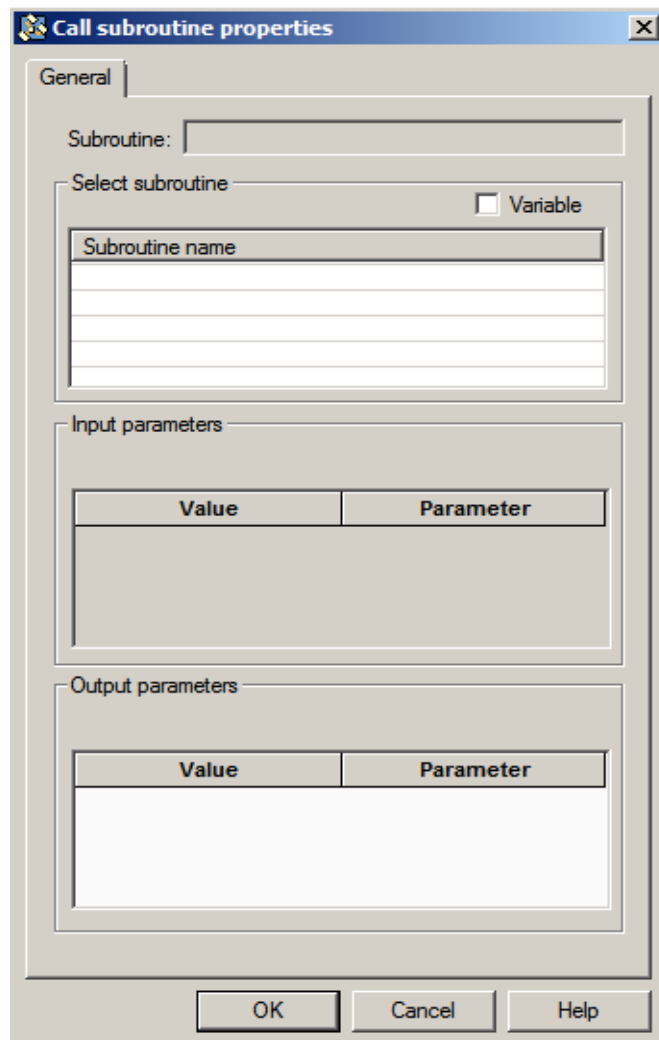 Call subroutine properties
General
Subroutine:
Select subroutine
Variable
Subroutine name
Input parameters
Value Parameter
Output parameters
Value Parameter
OK Cancel Help